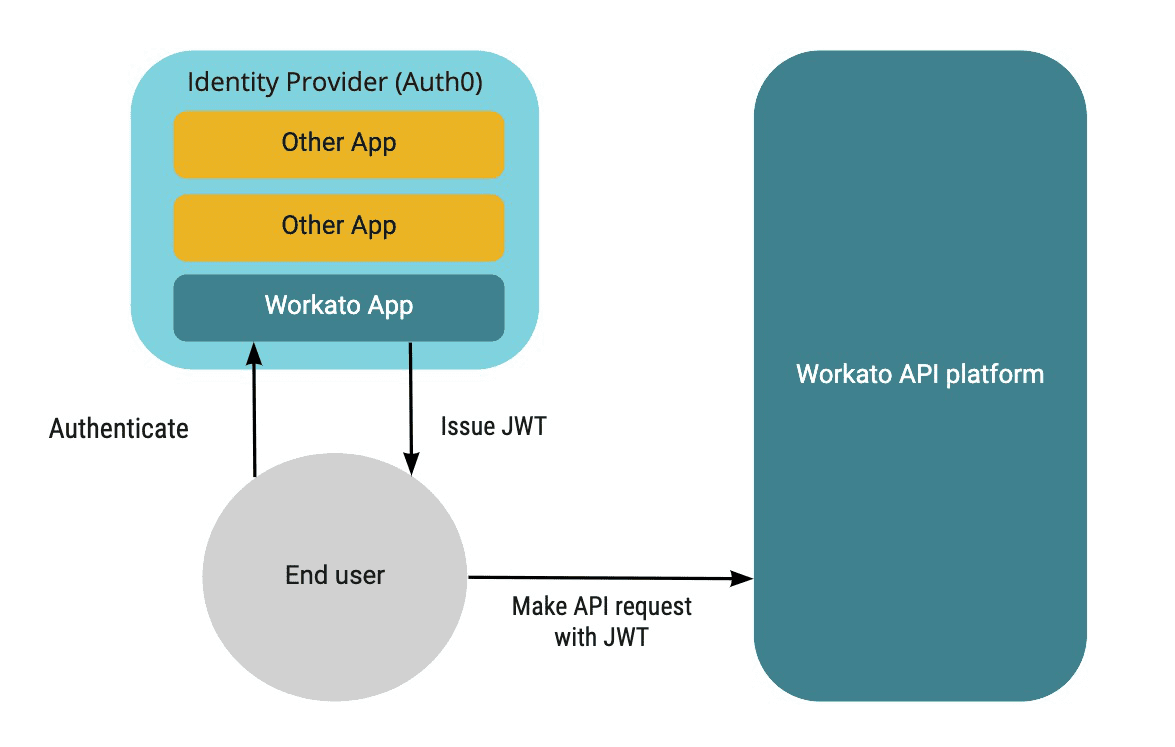 Identity Provider (Auth0)
Other App
Other App
Workato App
Workato API platform
Authenticate
Issue JWT
End user
Make API request
with JWT